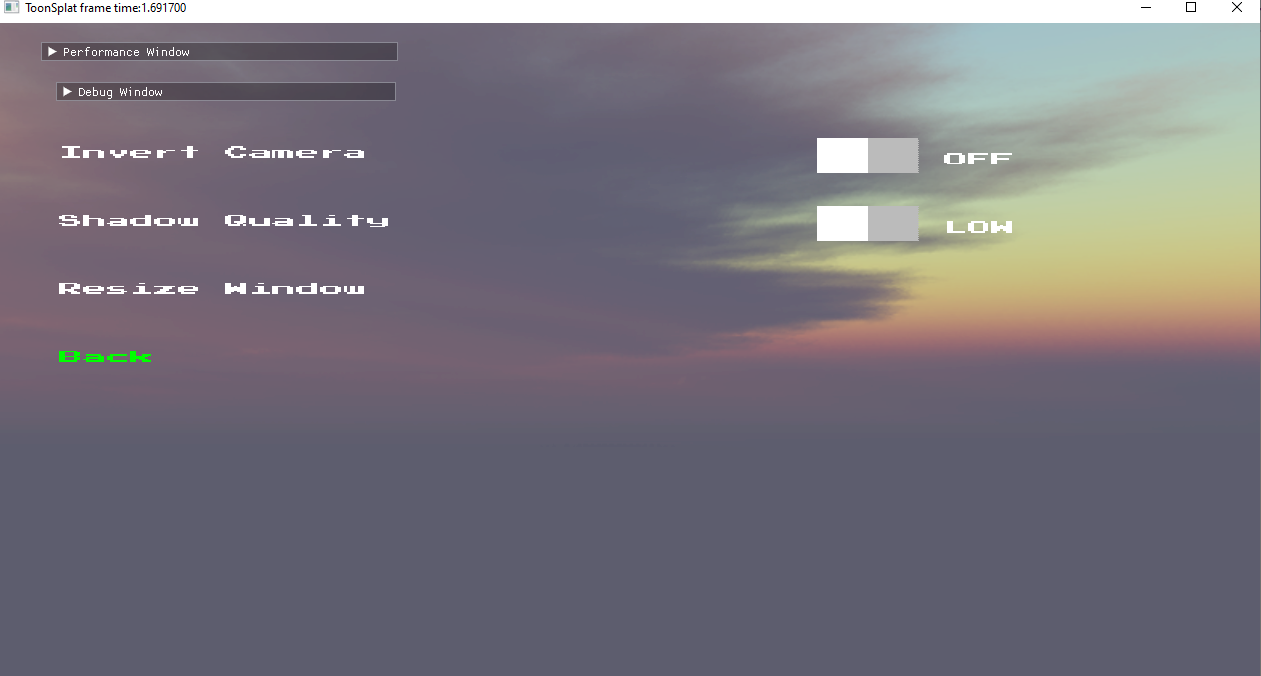 ToonSplat frame time:1.691700
Performance Window
Debug Window
Invert Camera
OFF
Shadow Quality
LOW
Resize Window
Back